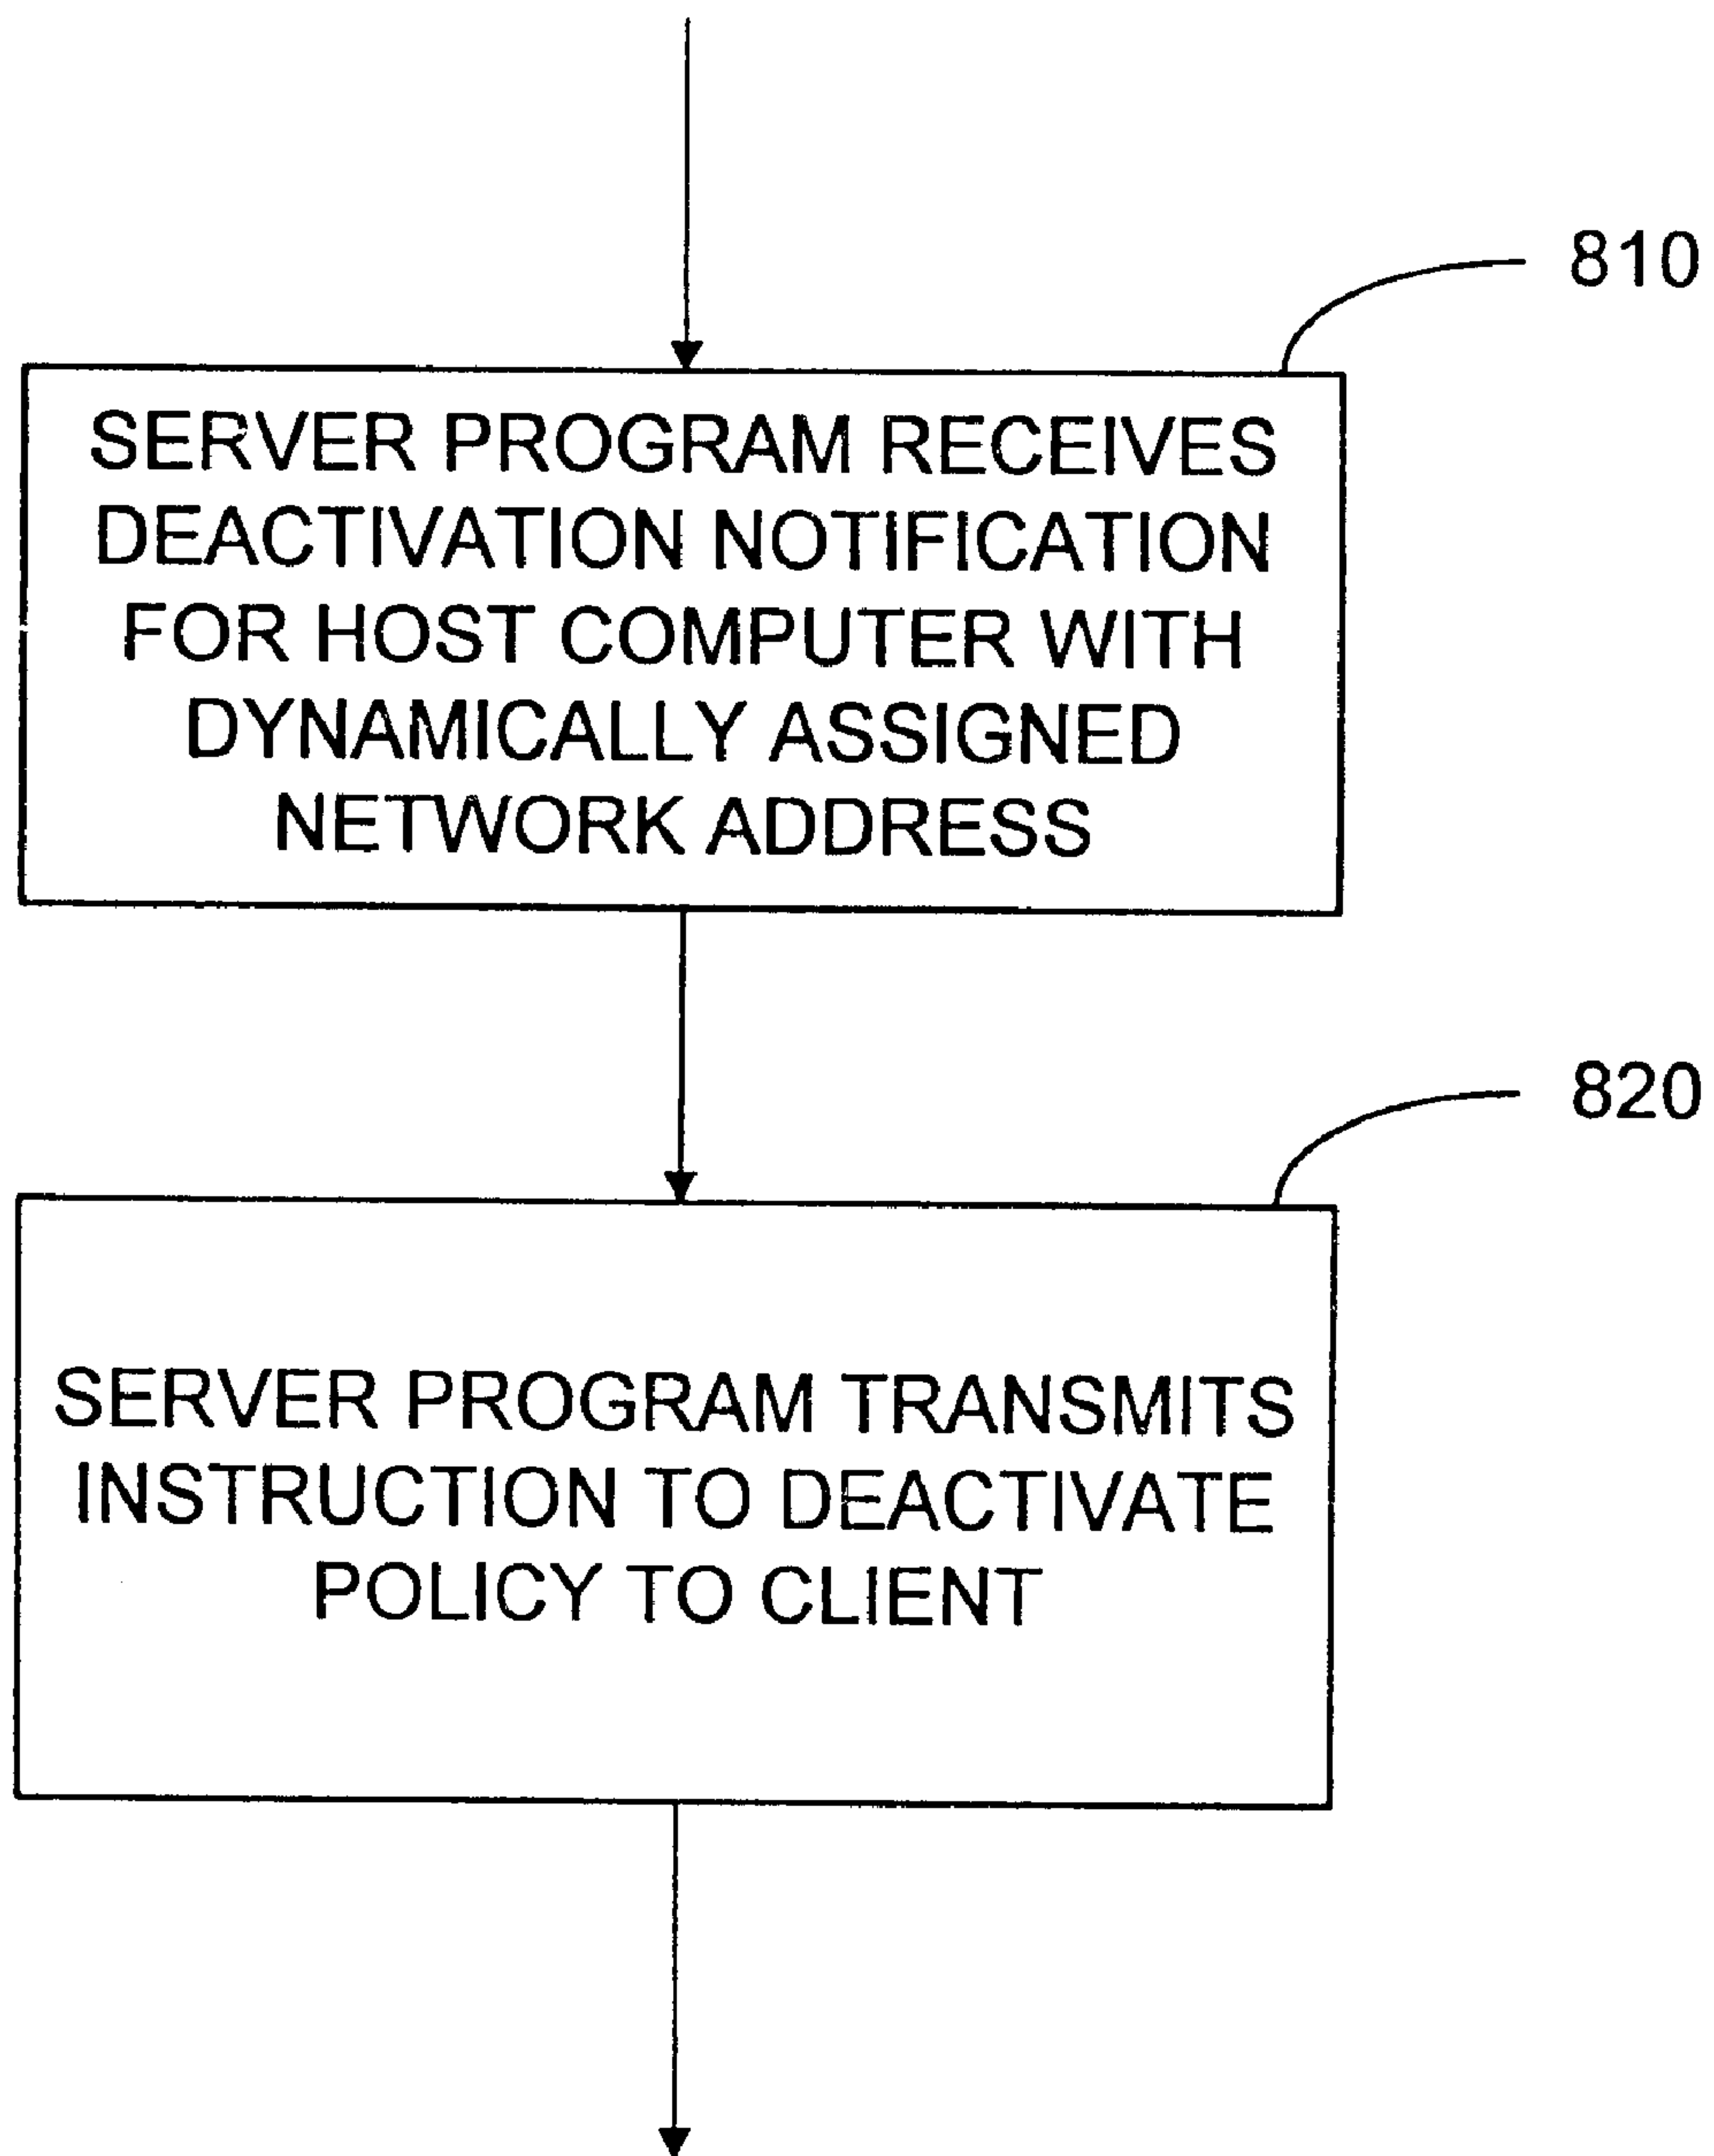 810
SERVER PROGRAM RECEIVES
DEACTIVATION NOTIFICATION
FOR HOST COMPUTER WITH
DYNAMICALLY ASSIGNED
NETWORK ADDRESS
820
SERVER PROGRAM TRANSMITS
INSTRUCTION TO DEACTIVATE
POLICY TO CLIENT